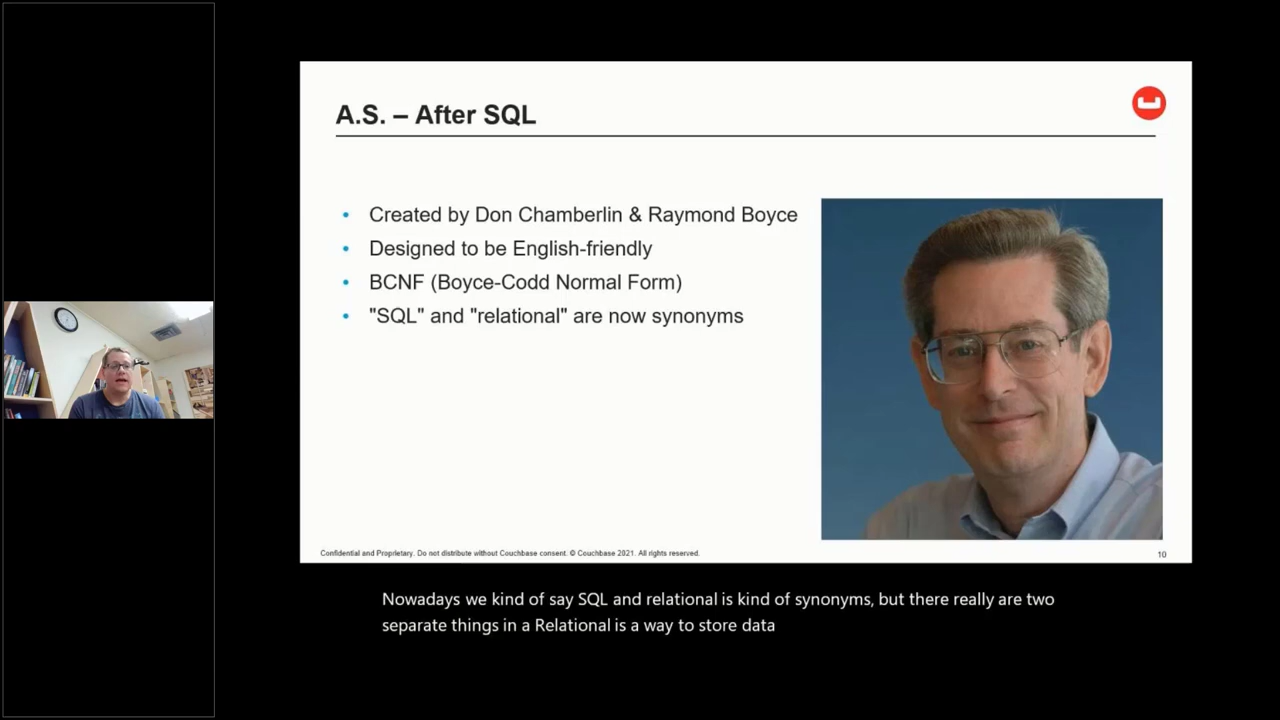 A.S. – After SQL
• Created by Don Chamberlin & Raymond Boyce
• Designed to be English-friendly
• BCNF (Boyce-Codd Normal Form)
• "SQL" and "relational" are now synonyms
Confidential and Proprietary. Do not distribute without Couchbase consent. © Couchbase 2021. All rights reserved.
10
Nowadays we kind of say SQL and relational is kind of synonyms, but there really are two
separate things in a Relational is a way to store data